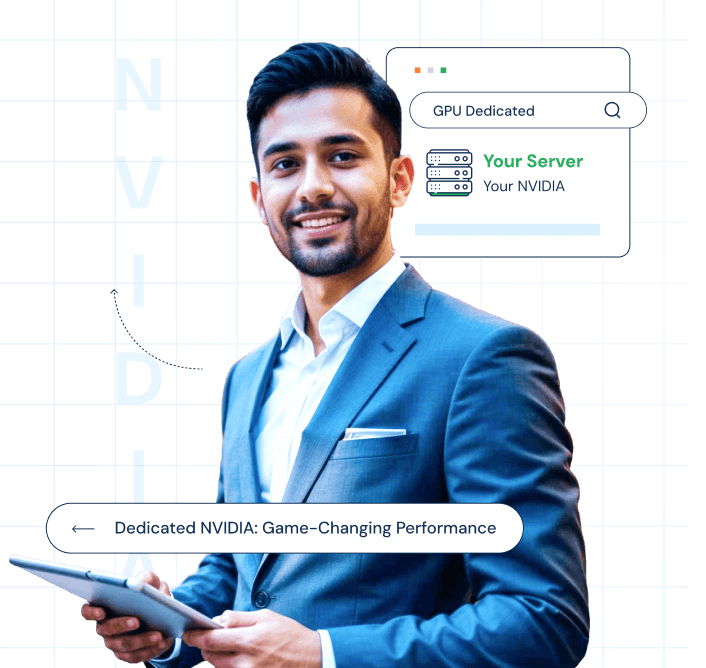 NVIDIA
GPU Dedicated
Your Server
Your NVIDIA
Dedicated NVIDIA: Game-Changing Performance